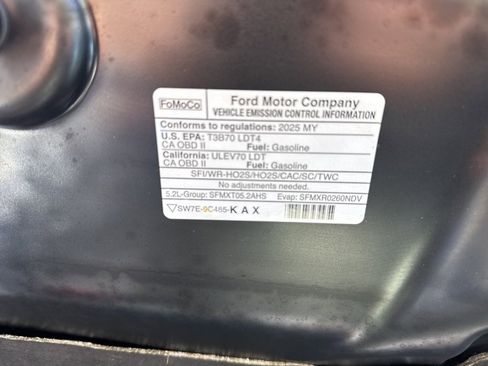 FoMoCo
Ford Motor Company
VEHICLE EMISSION CONTROL INFORMATION
Conforms to regulations: 2025 MY
U.S. EPA: T3B70 LDT4
CA OBD II Fuel: Gasoline
California: ULEV70 LDT
CA OBD II Fuel: Gasoline
SFI/WR-HO2S/HO2S/CAC/SC/TWC
No adjustments needed.
5.2L-Group: SFMXT05.2AHS Evap: SFMXR0260NDV
SW7E-9C485-KAX